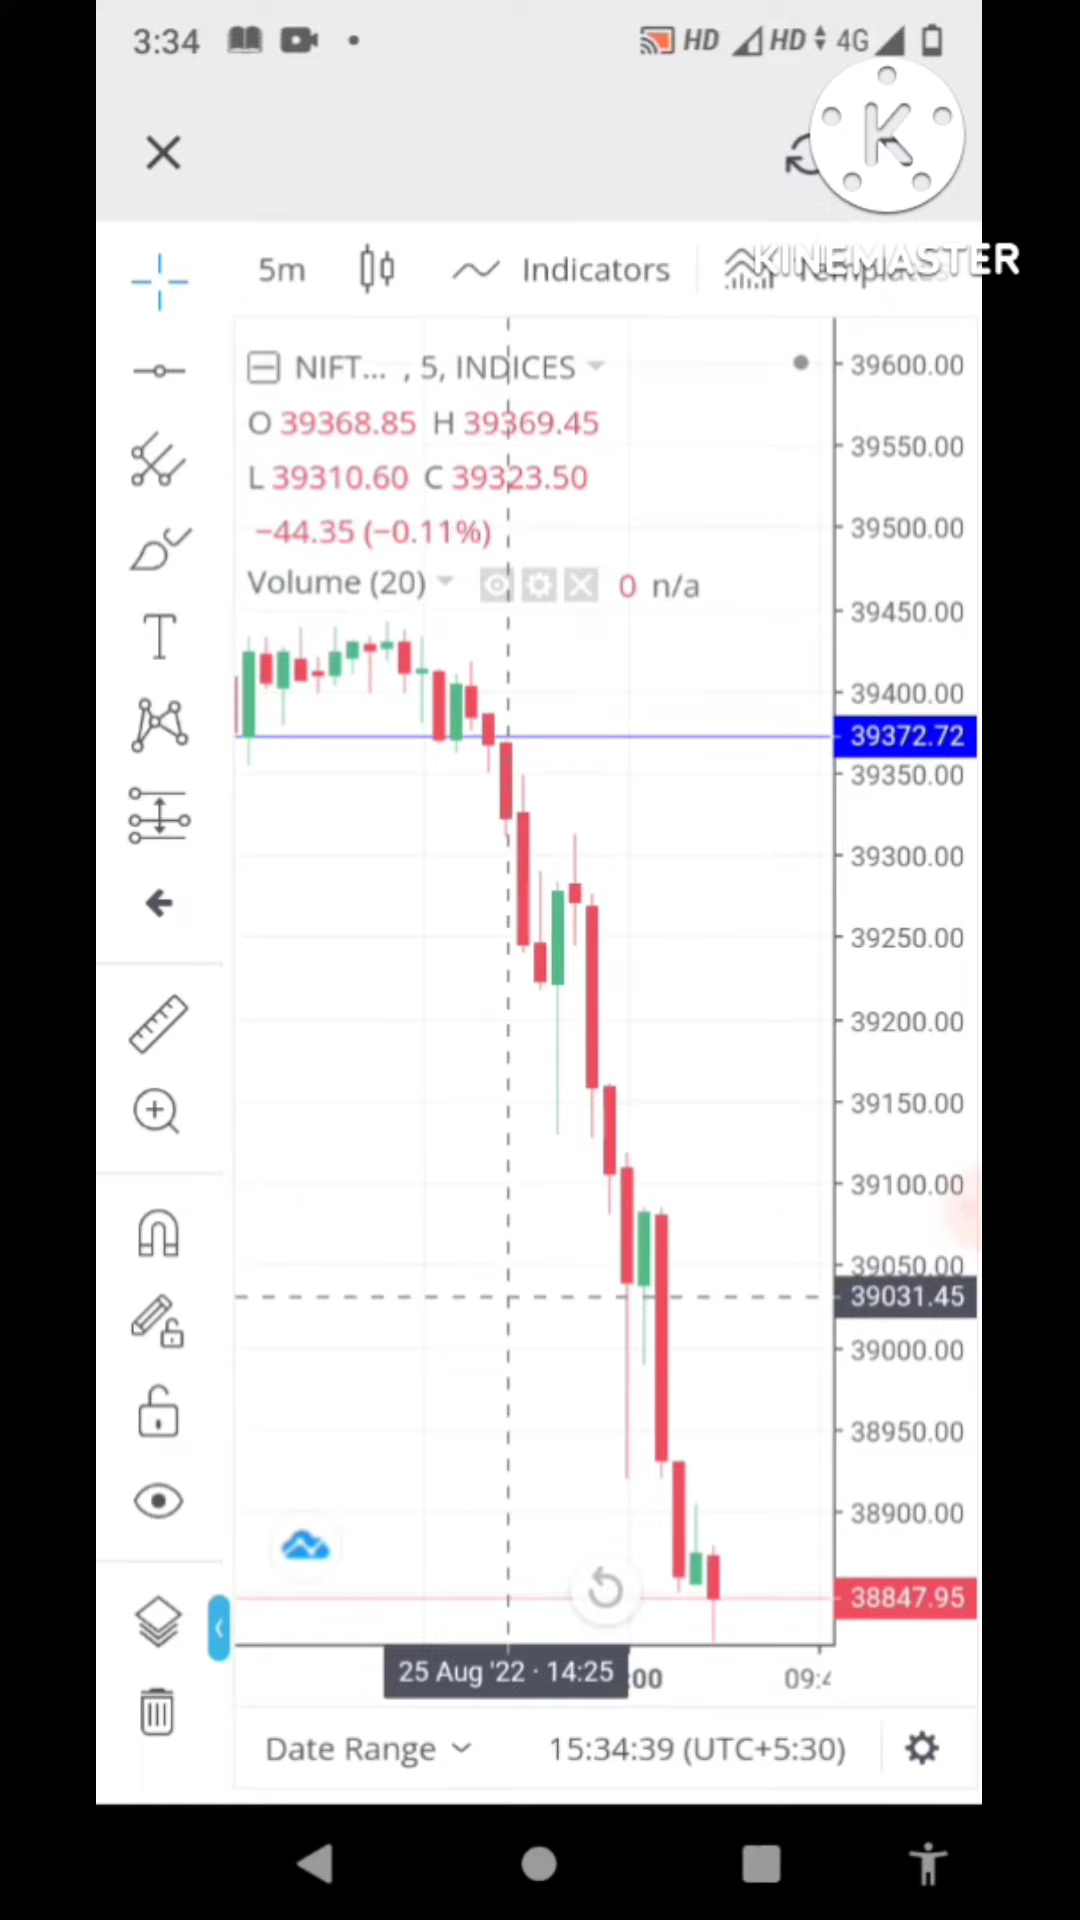 3:34 HD HD 4G
K
KINEMASTER
5m Indicators
NIFT... , 5, INDICES
O 39368.85 H 39369.45
L 39310.60 C 39323.50
−44.35 (−0.11%)
Volume (20) 0 n/a
39600.00
39550.00
39500.00
39450.00
39400.00
39372.72
39350.00
39300.00
39250.00
39200.00
39150.00
39100.00
39050.00
39031.45
39000.00
38950.00
38900.00
38847.95
25 Aug '22 · 14:25 :00 09:4
Date Range 15:34:39 (UTC+5:30)